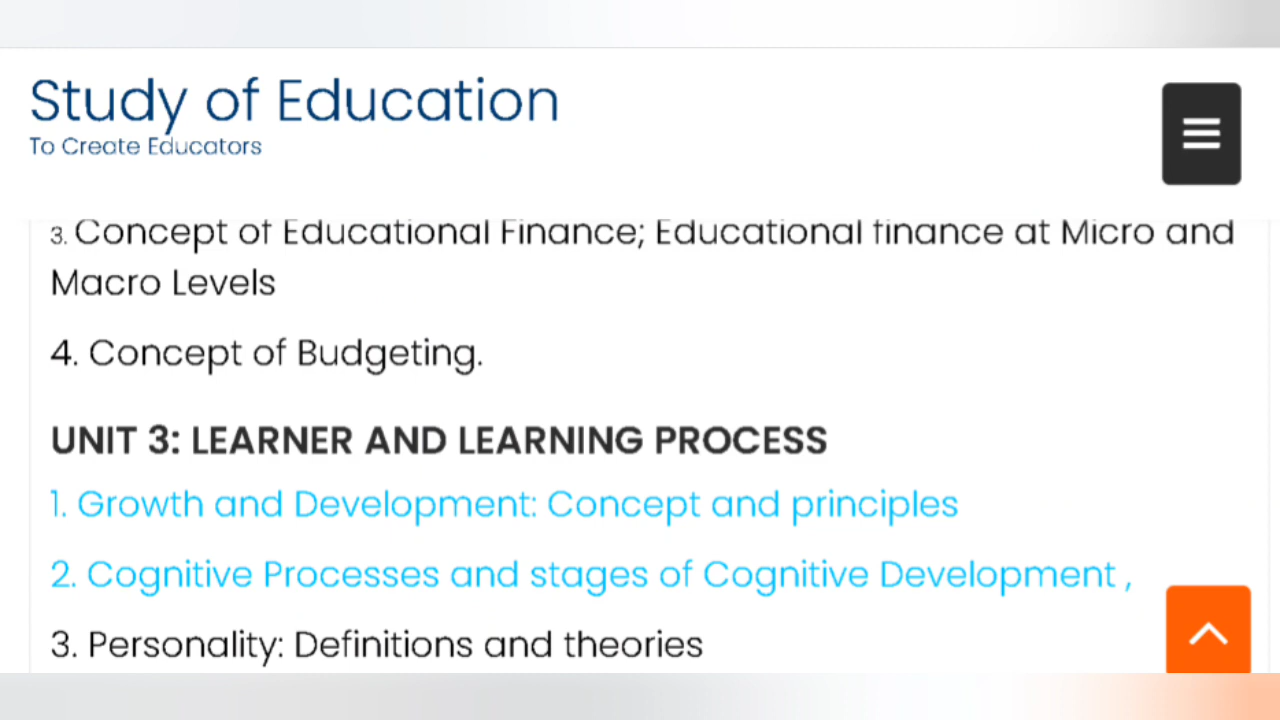 Study of Education
To Create Educators
3. Concept of Educational Finance; Educational finance at Micro and
Macro Levels
4. Concept of Budgeting.
UNIT 3: LEARNER AND LEARNING PROCESS
1. Growth and Development: Concept and principles
2. Cognitive Processes and stages of Cognitive Development ,
3. Personality: Definitions and theories